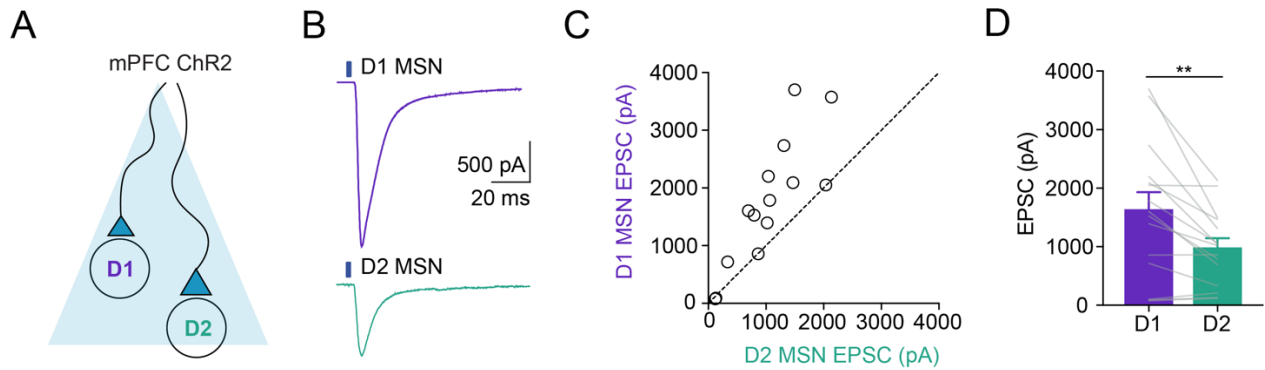 A
mPFC ChR2
D1
D2
B
D1 MSN
500 pA
20 ms
D2 MSN
C
D1 MSN EPSC (pA)
4000
3000
2000
1000
0
0 1000 2000 3000 4000
D2 MSN EPSC (pA)
D
**
EPSC (pA)
4000
3000
2000
1000
0
D1 D2